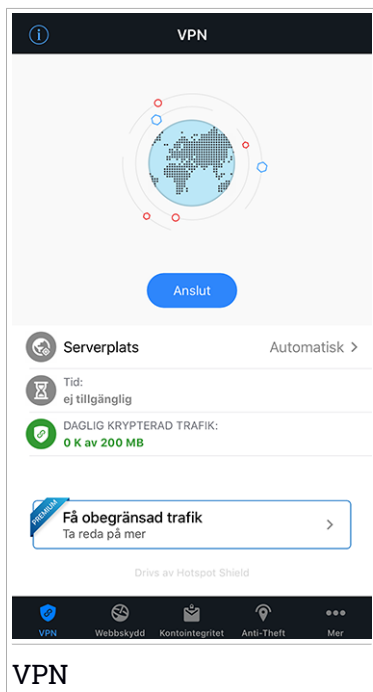 VPN
Anslut
Serverplats Automatisk
Tid:
ej tillgänglig
DAGLIG KRYPTERAD TRAFIK:
0 K av 200 MB
PREMIUM
Få obegränsad trafik
Ta reda på mer
Drivs av Hotspot Shield
VPN Webbskydd Kontointegritet Anti-Theft Mer
VPN